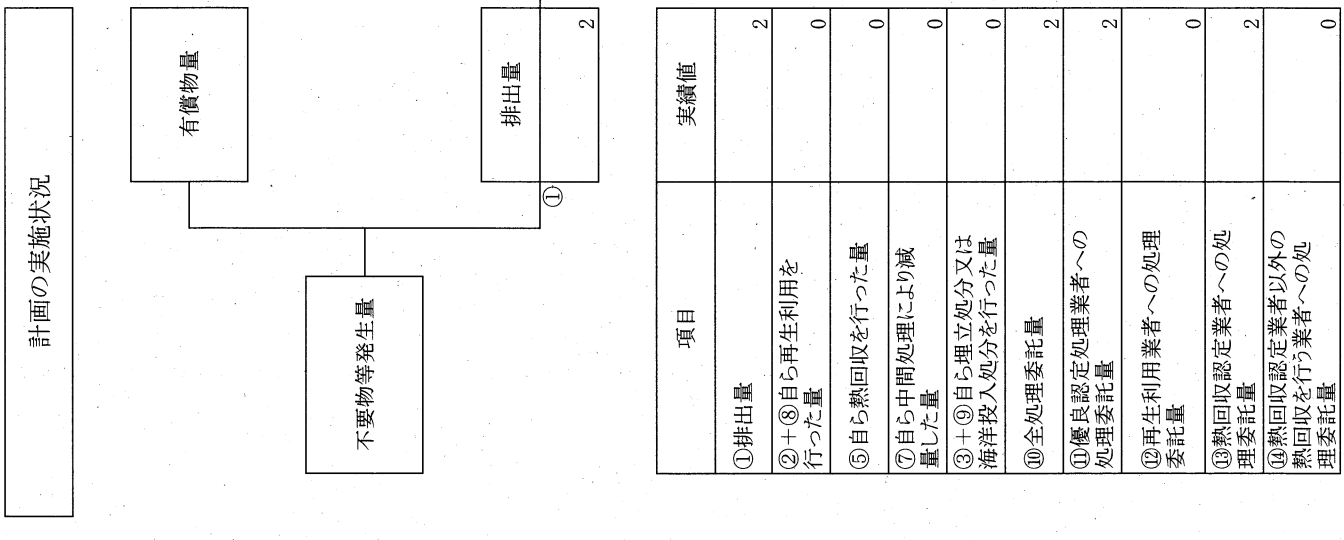 計画の実施状況
有償物量
不要物等発生量
排出量
①
2
項目 実績値
①排出量 2
②+⑧自ら再生利用を
行った量 0
⑤自ら熱回収を行った量 0
⑦自ら中間処理により減
量した量 0
③+⑨自ら埋立処分又は
海洋投入処分を行った量 0
⑩全処理委託量 2
⑪優良認定処理業者への
処理委託量 2
⑫再生利用業者への処理
委託量 0
⑬熱回収認定業者への処
理委託量 2
⑭熱回収認定業者以外の
熱回収を行う業者への処
理委託量 0